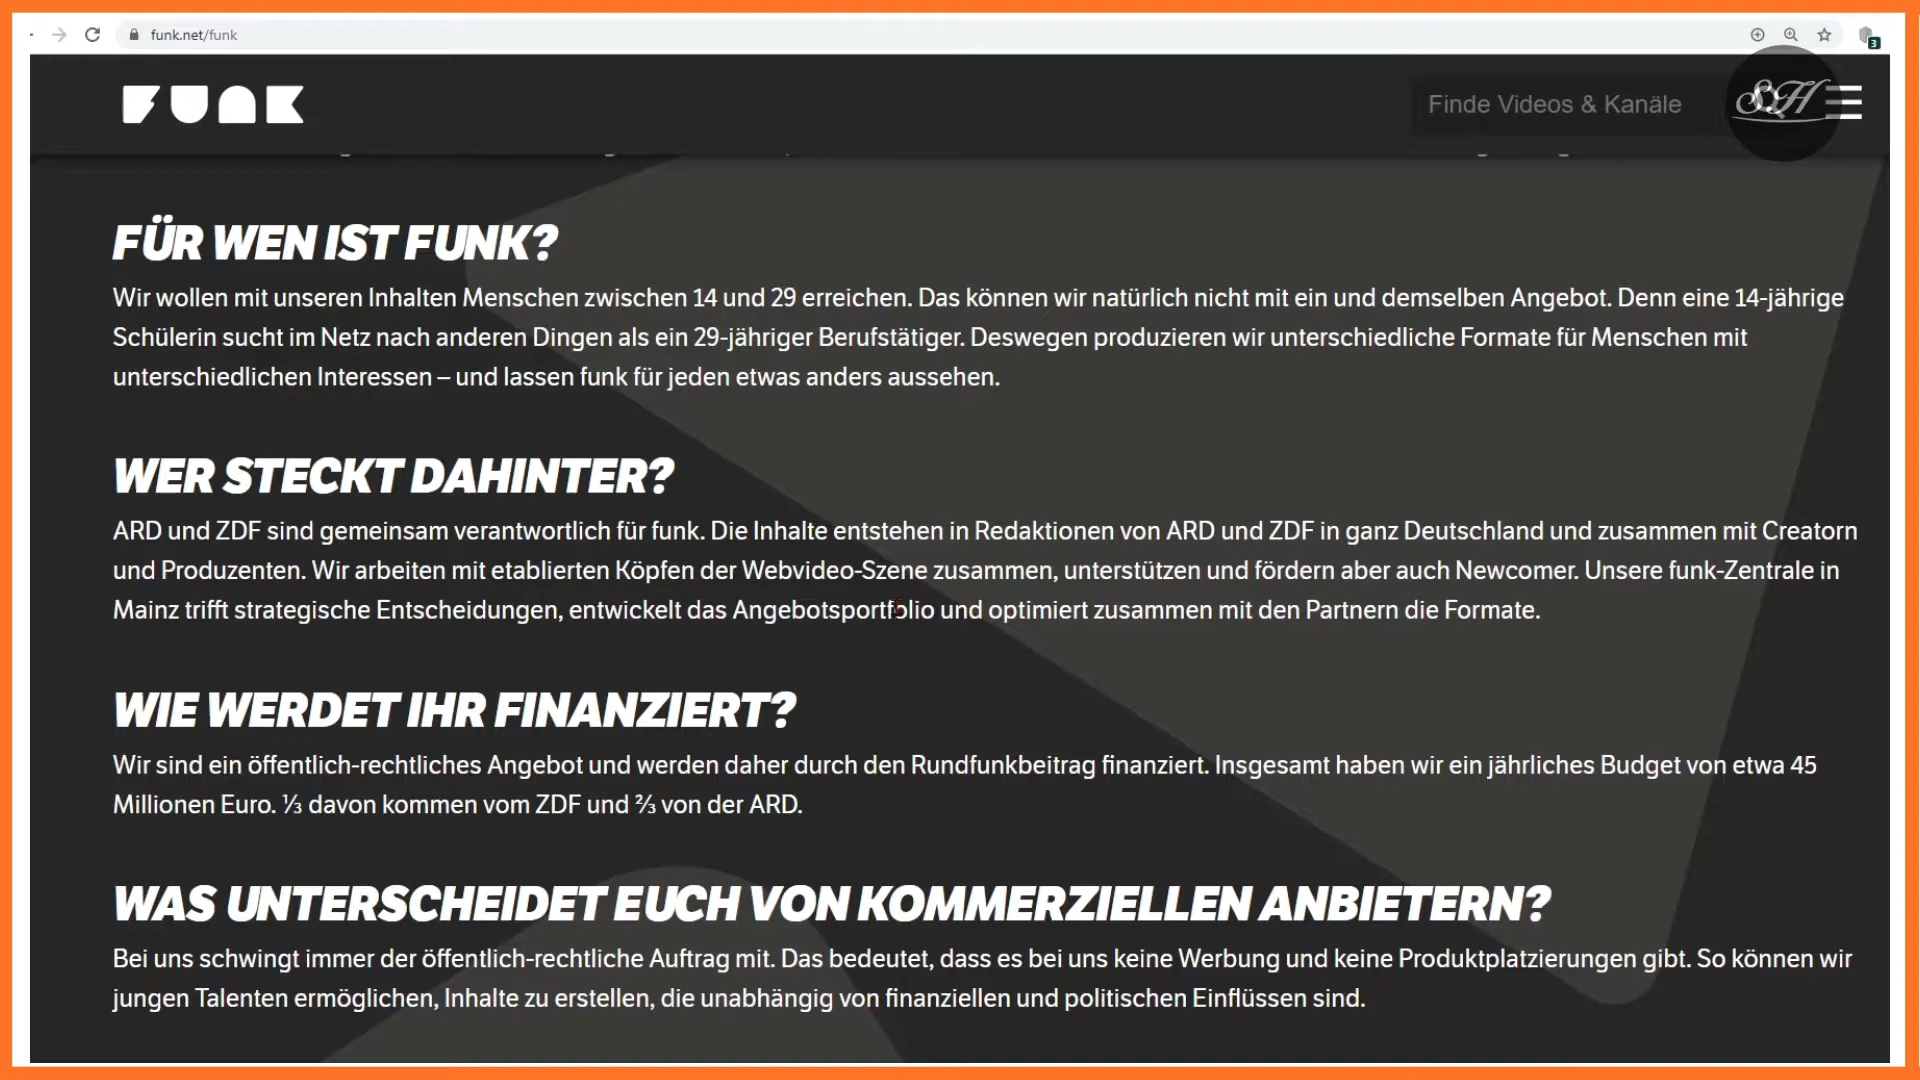 funk.net/funk
3
FUNK
Finde Videos & Kanäle
SH
FÜR WEN IST FUNK?
Wir wollen mit unseren Inhalten Menschen zwischen 14 und 29 erreichen. Das können wir natürlich nicht mit ein und demselben Angebot. Denn eine 14-jährige
Schülerin sucht im Netz nach anderen Dingen als ein 29-jähriger Berufstätiger. Deswegen produzieren wir unterschiedliche Formate für Menschen mit
unterschiedlichen Interessen – und lassen funk für jeden etwas anders aussehen.
WER STECKT DAHINTER?
ARD und ZDF sind gemeinsam verantwortlich für funk. Die Inhalte entstehen in Redaktionen von ARD und ZDF in ganz Deutschland und zusammen mit Creatorn
und Produzenten. Wir arbeiten mit etablierten Köpfen der Webvideo-Szene zusammen, unterstützen und fördern aber auch Newcomer. Unsere funk-Zentrale in
Mainz trifft strategische Entscheidungen, entwickelt das Angebotsportfolio und optimiert zusammen mit den Partnern die Formate.
WIE WERDET IHR FINANZIERT?
Wir sind ein öffentlich-rechtliches Angebot und werden daher durch den Rundfunkbeitrag finanziert. Insgesamt haben wir ein jährliches Budget von etwa 45
Millionen Euro. ⅓ davon kommen vom ZDF und ⅔ von der ARD.
WAS UNTERSCHEIDET EUCH VON KOMMERZIELLEN ANBIETERN?
Bei uns schwingt immer der öffentlich-rechtliche Auftrag mit. Das bedeutet, dass es bei uns keine Werbung und keine Produktplatzierungen gibt. So können wir
jungen Talenten ermöglichen, Inhalte zu erstellen, die unabhängig von finanziellen und politischen Einflüssen sind.